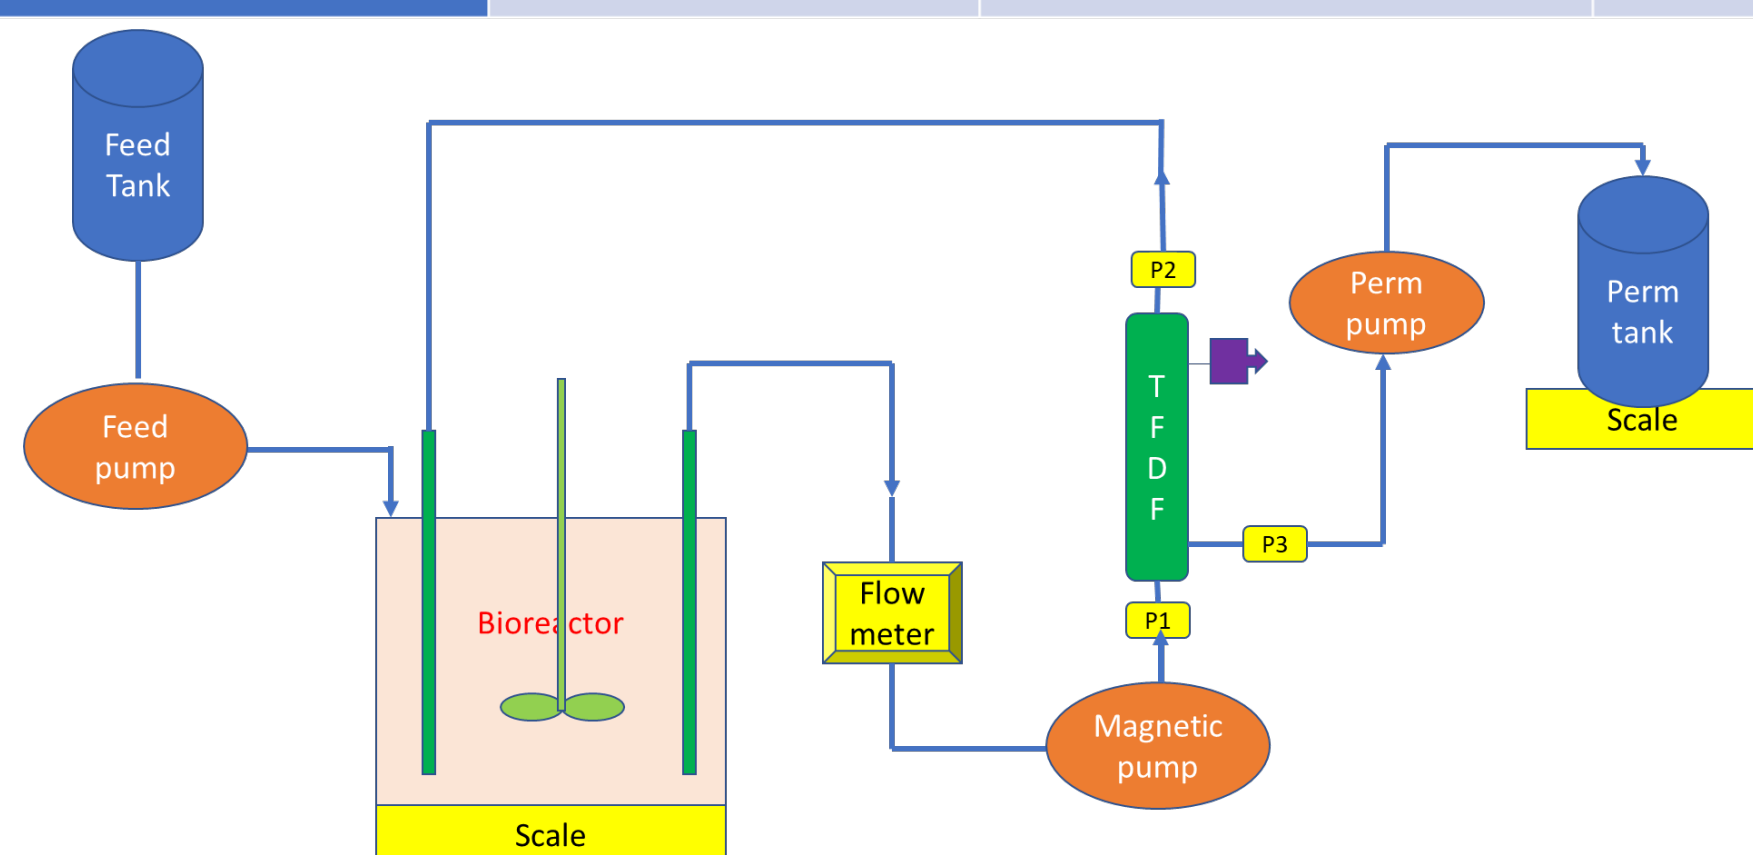 Feed
Tank
Feed
pump
Bioreactor
Scale
Flow
meter
Magnetic
pump
P1
T
F
D
F
P2
P3
Perm
pump
Perm
tank
Scale